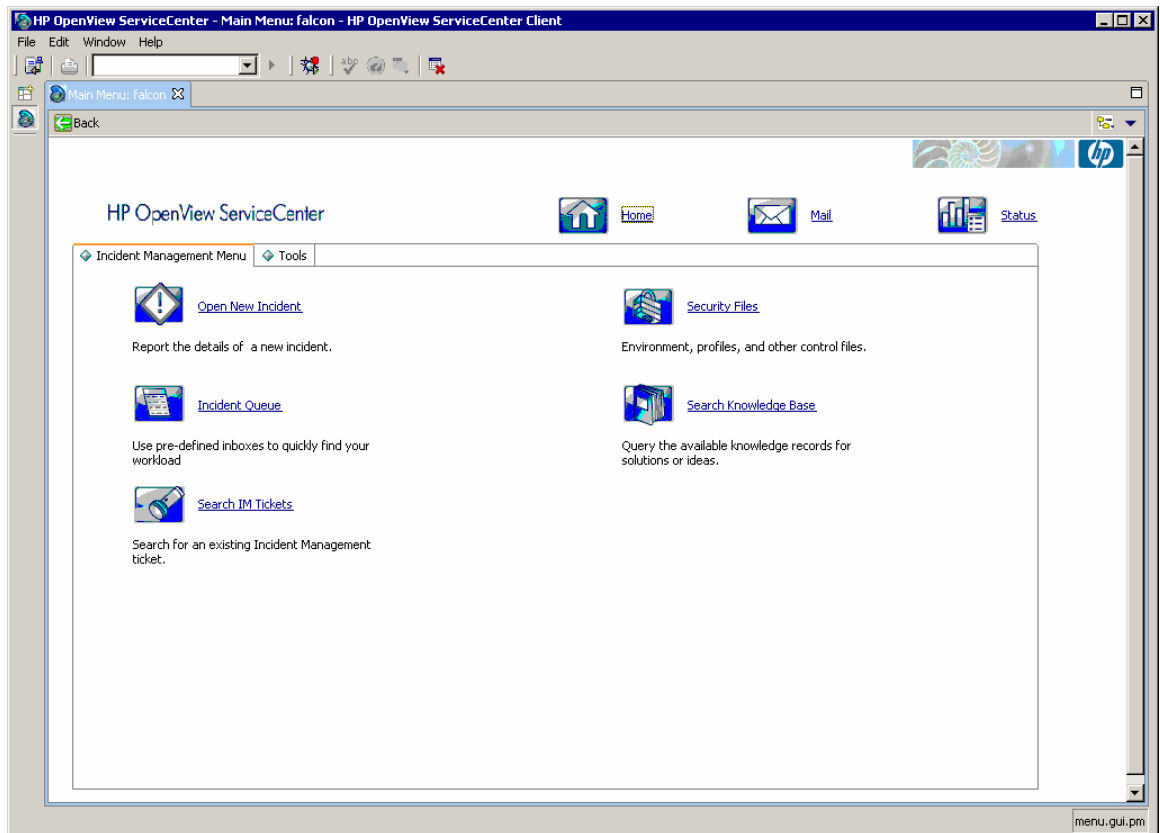 HP OpenView ServiceCenter - Main Menu: falcon - HP OpenView ServiceCenter Client
File Edit Window Help
abc
Main Menu: falcon
Back
hp
HP OpenView ServiceCenter
Home
Mail
Status
Incident Management Menu
Tools
Open New Incident
Security Files
Report the details of a new incident.
Environment, profiles, and other control files.
Incident Queue
Search Knowledge Base
Use pre-defined inboxes to quickly find your
workload
Query the available knowledge records for
solutions or ideas.
Search IM Tickets
Search for an existing Incident Management
ticket.
menu.gui.pm